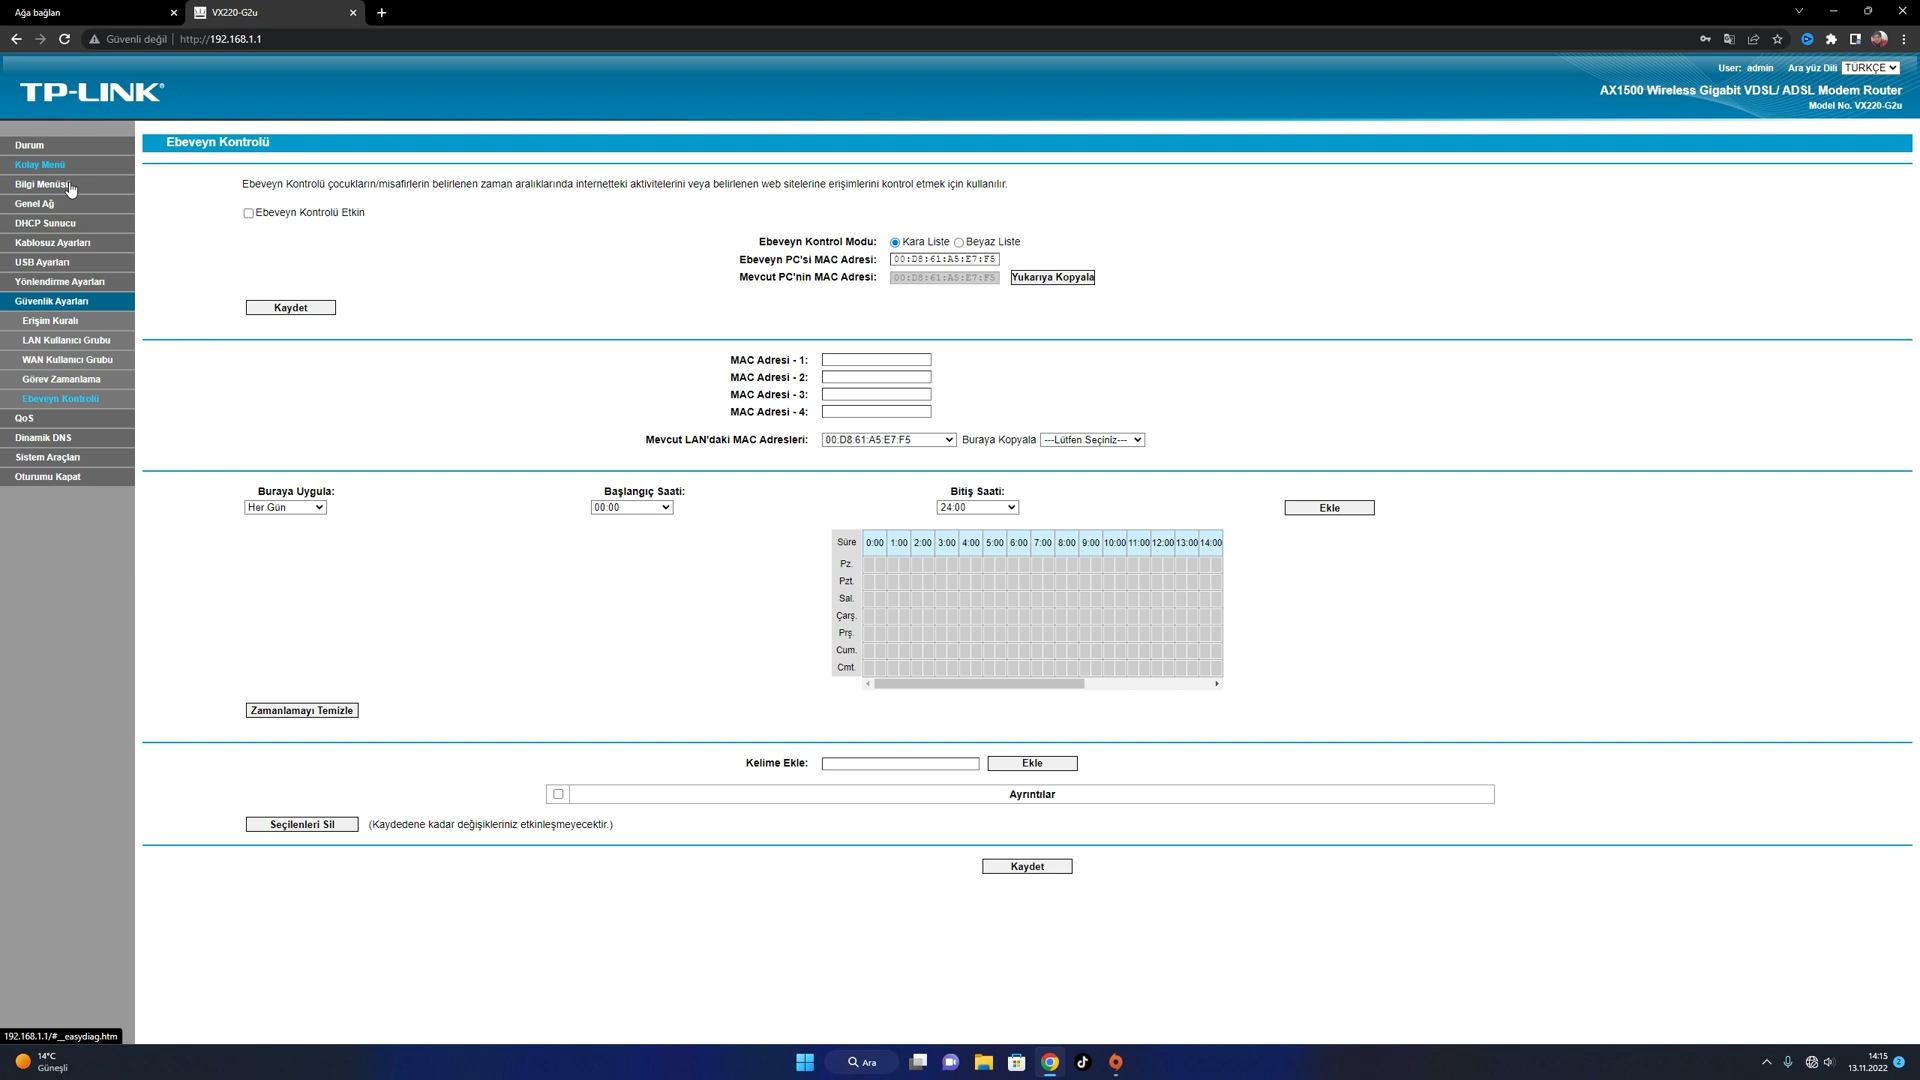 Ağa bağlan
VX220-G2u
Güvenli değil
http://192.168.1.1
TP-LINK®
User: admin Ara yüz Dili TÜRKÇE
AX1500 Wireless Gigabit VDSL/ ADSL Modem Router
Model No. VX220-G2u
Durum
Kolay Menü
Bilgi Menüsü
Genel Ağ
DHCP Sunucu
Kablosuz Ayarları
USB Ayarları
Yönlendirme Ayarları
Güvenlik Ayarları
Erişim Kuralı
LAN Kullanıcı Grubu
WAN Kullanıcı Grubu
Görev Zamanlama
Ebeveyn Kontrolü
QoS
Dinamik DNS
Sistem Araçları
Oturumu Kapat
Ebeveyn Kontrolü
Ebeveyn Kontrolü çocukların/misafirlerin belirlenen zaman aralıklarında internetteki aktivitelerini veya belirlenen web sitelerine erişimlerini kontrol etmek için kullanılır.
Ebeveyn Kontrolü Etkin
Ebeveyn Kontrol Modu: Kara Liste Beyaz Liste
Ebeveyn PC'si MAC Adresi: 00:D8:61:A5:E7:F5
Mevcut PC'nin MAC Adresi: 00:D8:61:A5:E7:F5 Yukarıya Kopyala
Kaydet
MAC Adresi - 1:
MAC Adresi - 2:
MAC Adresi - 3:
MAC Adresi - 4:
Mevcut LAN'daki MAC Adresleri: 00:D8:61:A5:E7:F5 Buraya Kopyala ---Lütfen Seçiniz---
Buraya Uygula: Başlangıç Saati: Bitiş Saati:
Her Gün 00:00 24:00 Ekle
Süre 0:00 1:00 2:00 3:00 4:00 5:00 6:00 7:00 8:00 9:00 10:00 11:00 12:00 13:00 14:00
Pz.
Pzt.
Sal.
Çarş.
Prş.
Cum.
Cmt.
Zamanlamayı Temizle
Kelime Ekle: Ekle
Ayrıntılar
Seçilenleri Sil (Kaydedene kadar değişikleriniz etkinleşmeyecektir.)
Kaydet
192.168.1.1/#__easydiag.htm
14°C
Güneşli
Ara
14:15
13.11.2022
2